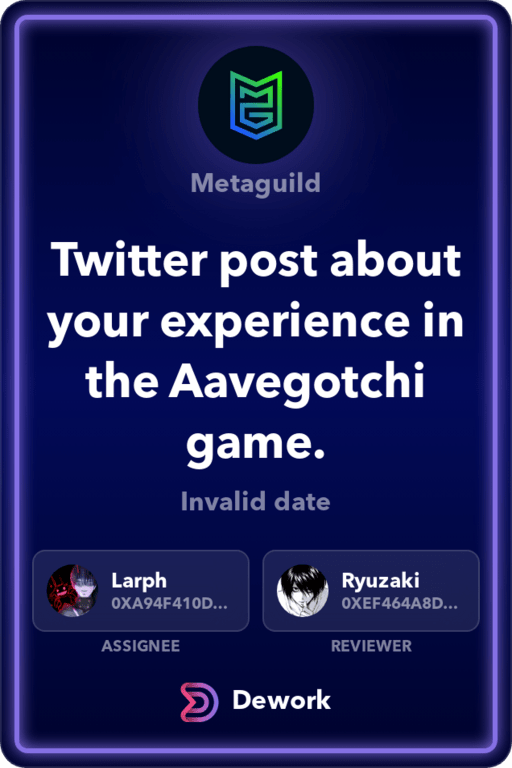 Metaguild
Twitter post about
your experience in
the Aavegotchi
game.
Invalid date
Larph
0XA94F410D...
Ryuzaki
0XEF464A8D...
ASSIGNEE
REVIEWER
Dework